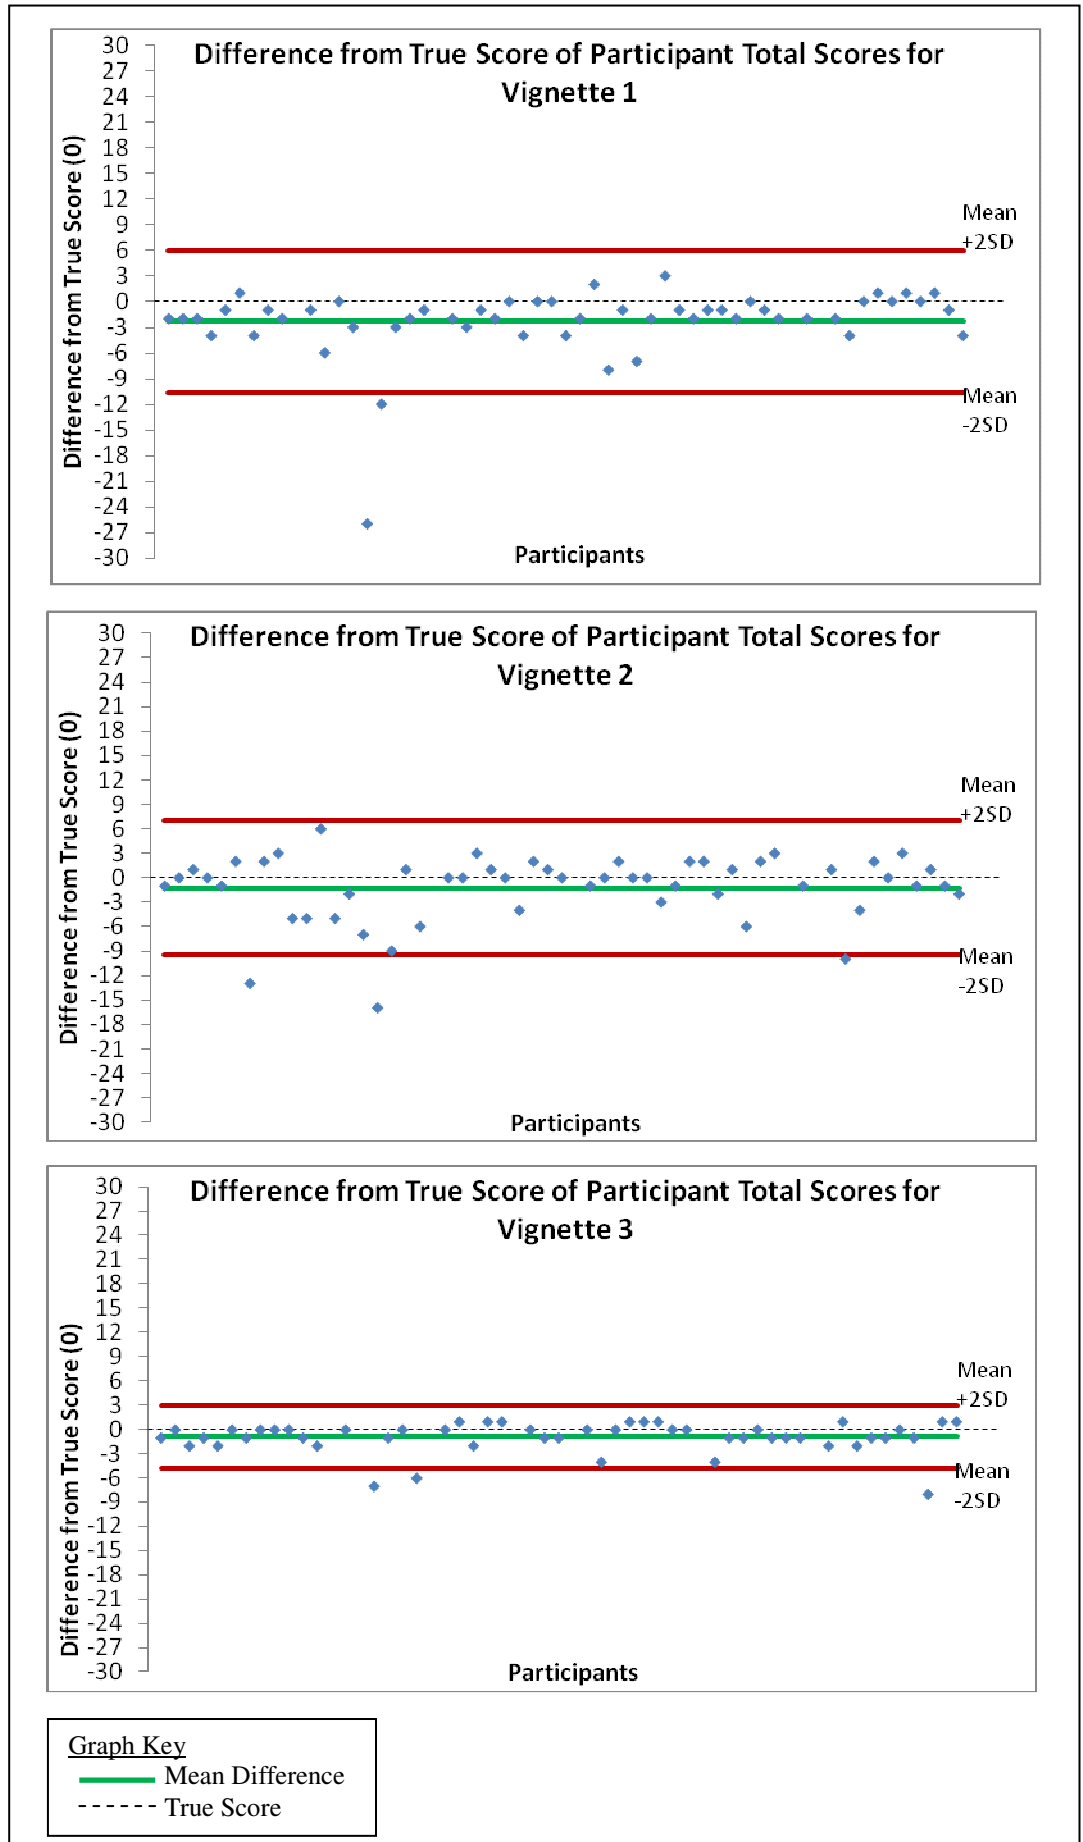 Difference from True Score of Participant Total Scores for
Vignette 1
Difference from True Score (0)
30
27
24
21
18
15
12
9
6
3
0
-3
-6
-9
-12
-15
-18
-21
-24
-27
-30
Mean
+2SD
Mean
-2SD
Participants
Difference from True Score of Participant Total Scores for
Vignette 2
Difference from True Score (0)
30
27
24
21
18
15
12
9
6
3
0
-3
-6
-9
-12
-15
-18
-21
-24
-27
-30
Mean
+2SD
Mean
-2SD
Participants
Difference from True Score of Participant Total Scores for
Vignette 3
Difference from True Score (0)
30
27
24
21
18
15
12
9
6
3
0
-3
-6
-9
-12
-15
-18
-21
-24
-27
-30
Mean
+2SD
Mean
-2SD
Participants
Graph Key
Mean Difference
True Score